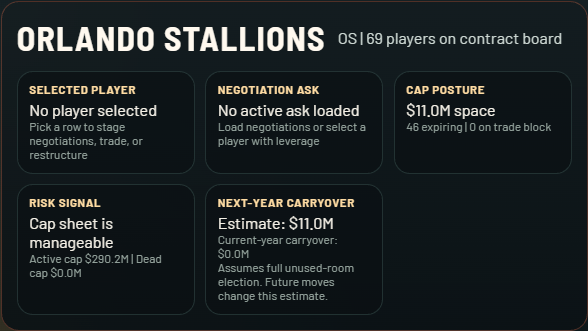 ORLANDO STALLIONS
OS | 69 players on contract board
SELECTED PLAYER
No player selected
Pick a row to stage
negotiations, trade, or
restructure
NEGOTIATION ASK
No active ask loaded
Load negotiations or select a
player with leverage
CAP POSTURE
$11.0M space
46 expiring | 0 on trade block
RISK SIGNAL
Cap sheet is
manageable
Active cap $290.2M | Dead
cap $0.0M
NEXT-YEAR CARRYOVER
Estimate: $11.0M
Current-year carryover:
$0.0M
Assumes full unused-room
election. Future moves
change this estimate.